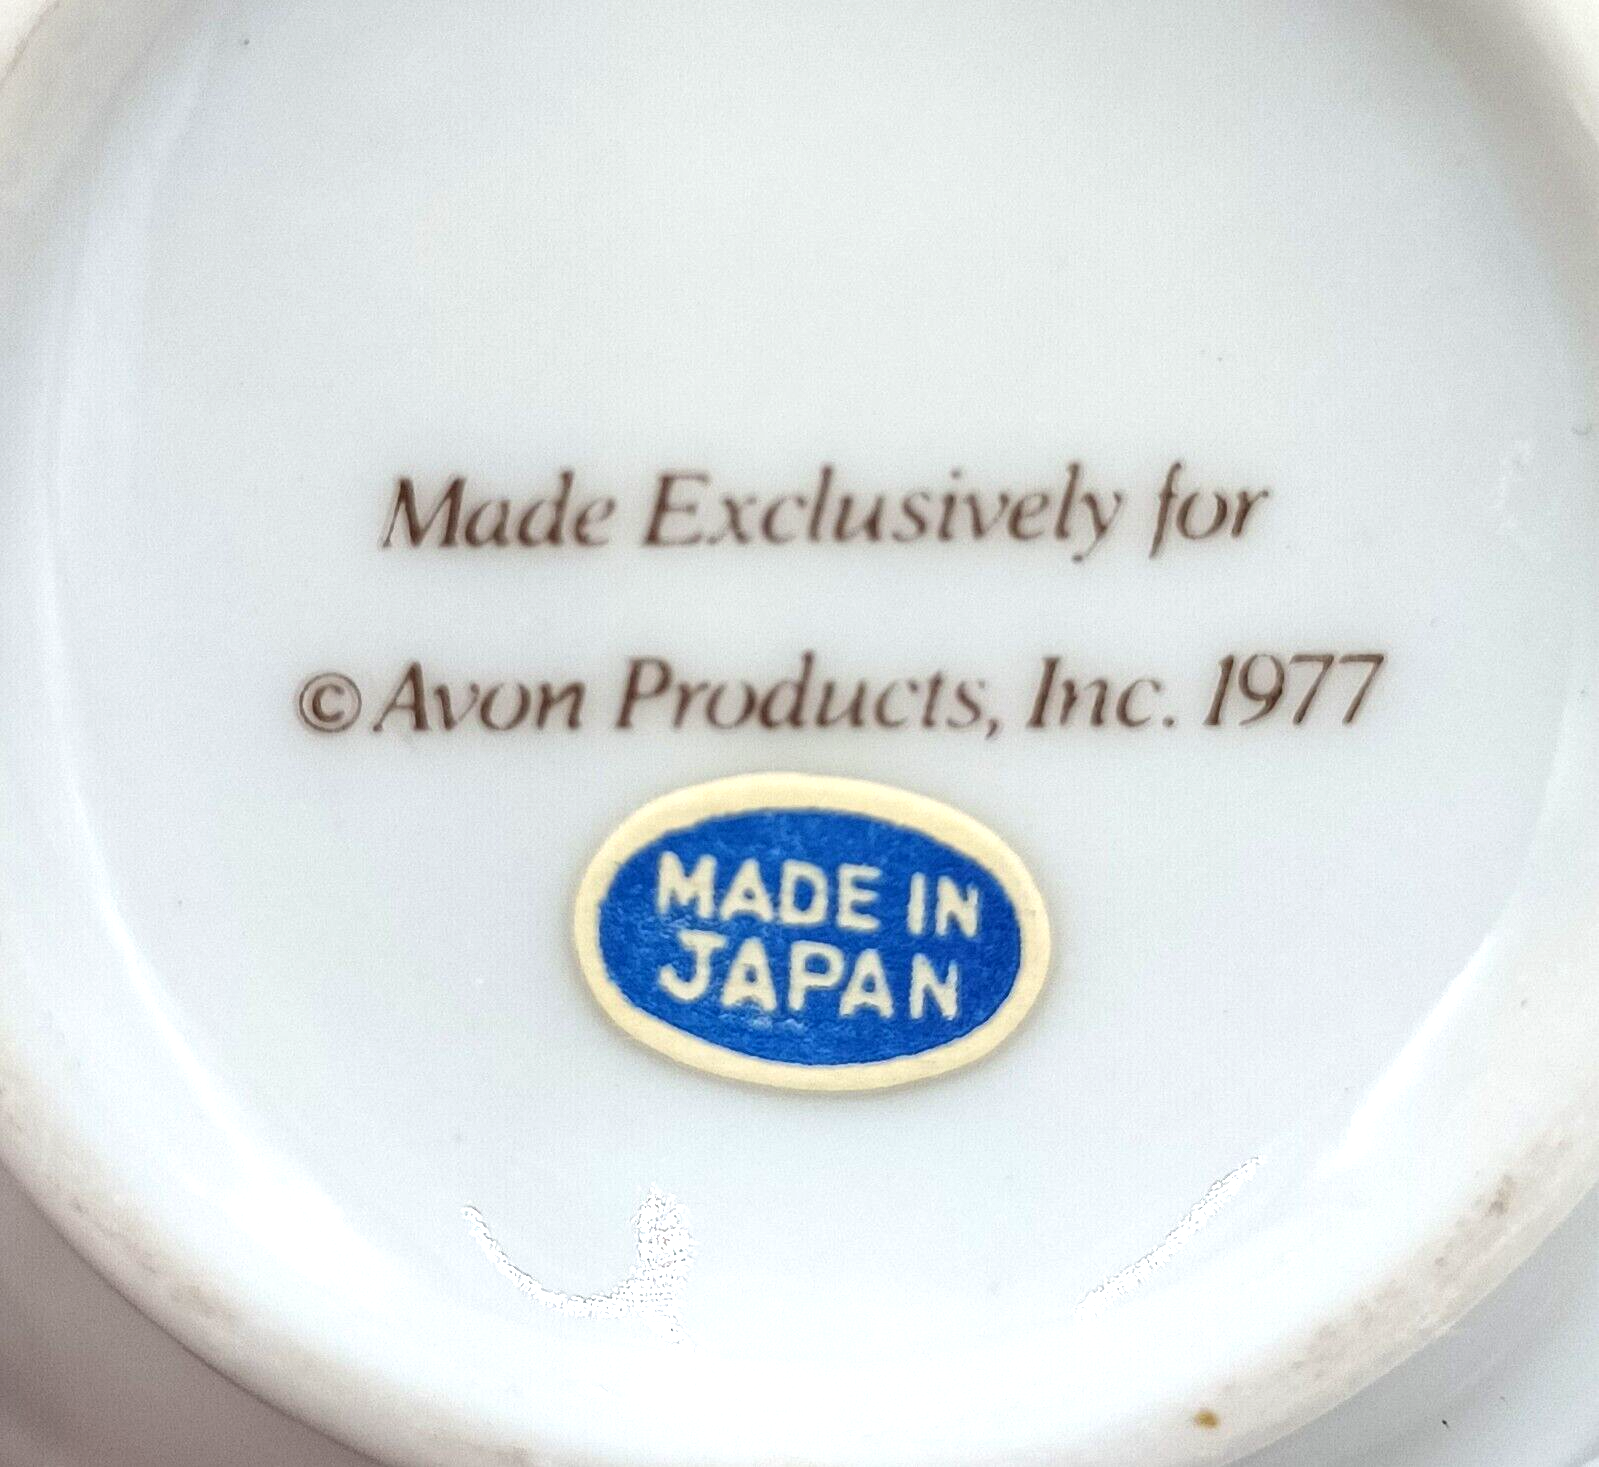 Made Exclusively for
©Avon Products, Inc. 1977
MADE IN
JAPAN